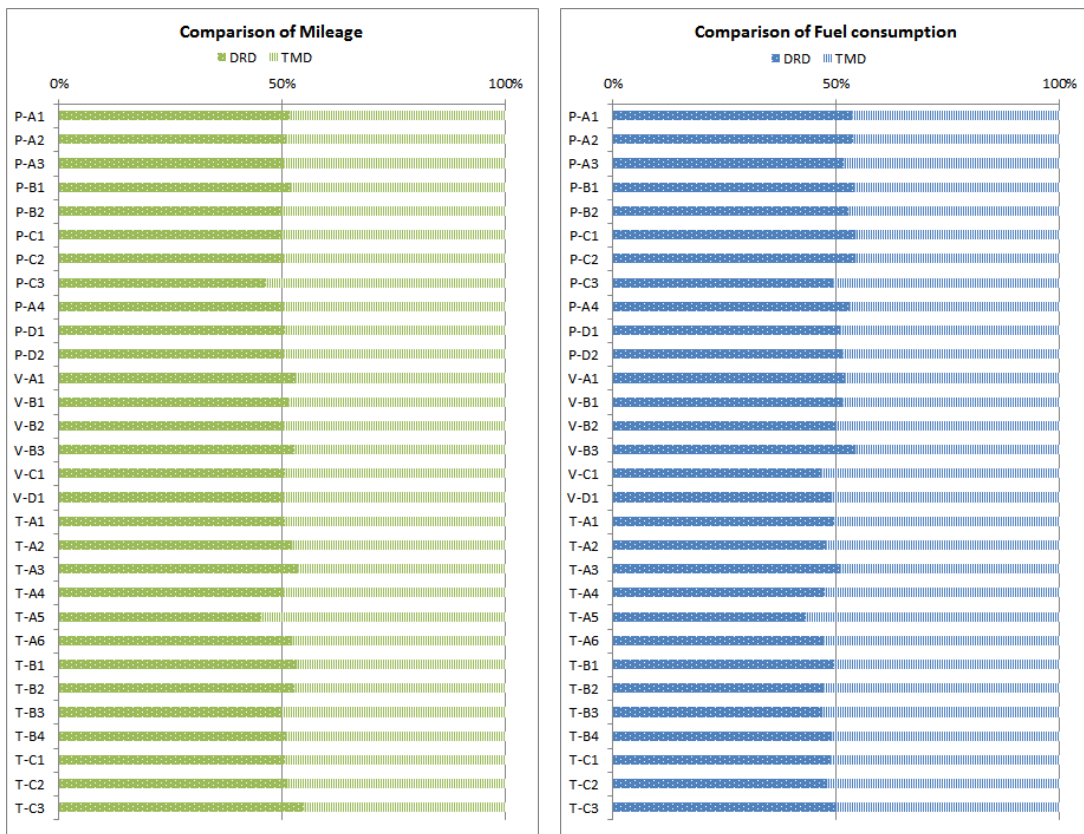 Comparison of Mileage
DRD TMD
0% 50% 100%
P-A1
P-A2
P-A3
P-B1
P-B2
P-C1
P-C2
P-C3
P-A4
P-D1
P-D2
V-A1
V-B1
V-B2
V-B3
V-C1
V-D1
T-A1
T-A2
T-A3
T-A4
T-A5
T-A6
T-B1
T-B2
T-B3
T-B4
T-C1
T-C2
T-C3
Comparison of Fuel consumption
DRD TMD
0% 50% 100%
P-A1
P-A2
P-A3
P-B1
P-B2
P-C1
P-C2
P-C3
P-A4
P-D1
P-D2
V-A1
V-B1
V-B2
V-B3
V-C1
V-D1
T-A1
T-A2
T-A3
T-A4
T-A5
T-A6
T-B1
T-B2
T-B3
T-B4
T-C1
T-C2
T-C3